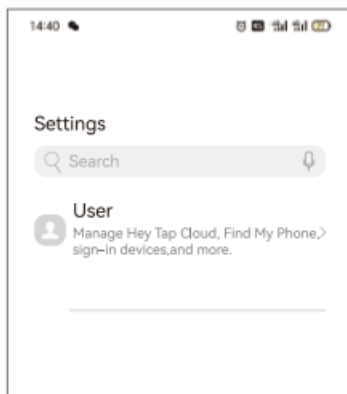 14:40
Settings
Search
User
Manage Hey Tap Cloud, Find My Phone,
sign-in devices,and more.